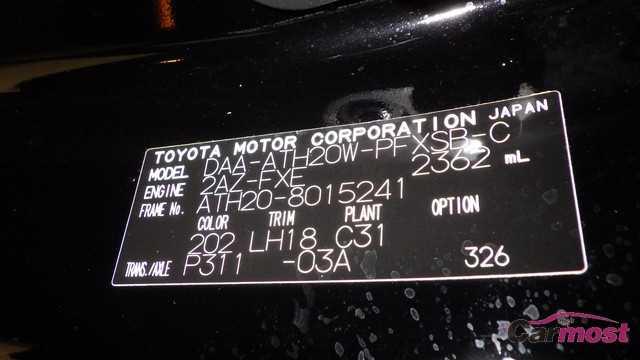 TOYOTA MOTOR CORPORATION JAPAN
MODEL DAA-ATH20W-PFXSB-C
ENGINE 2AZ-FXE 2362 mL
FRAME No. ATH20-8015241
COLOR TRIM PLANT OPTION
202 LH18 C31
TRANS./AXLE P311 -03A 326
Carmost